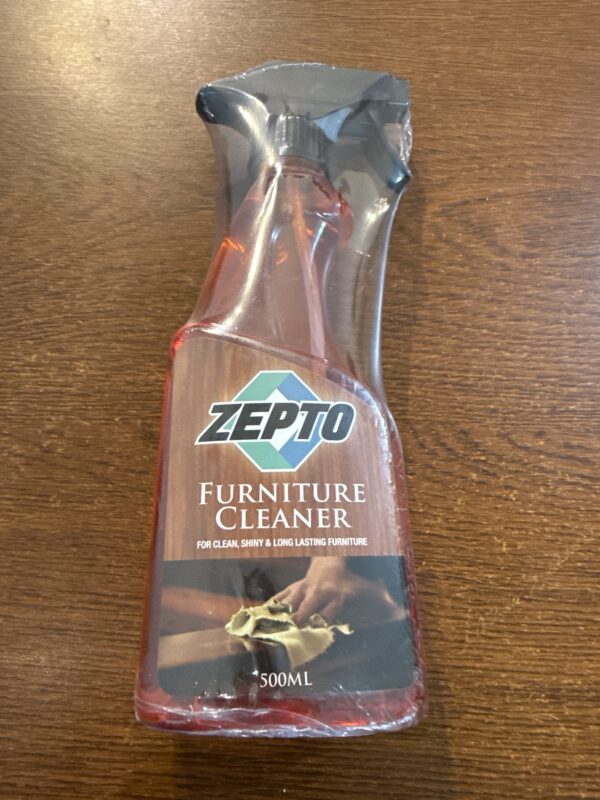 ZEPTO
FURNITURE
CLEANER
FOR CLEAN, SHINY & LONG LASTING FURNITURE
500ML